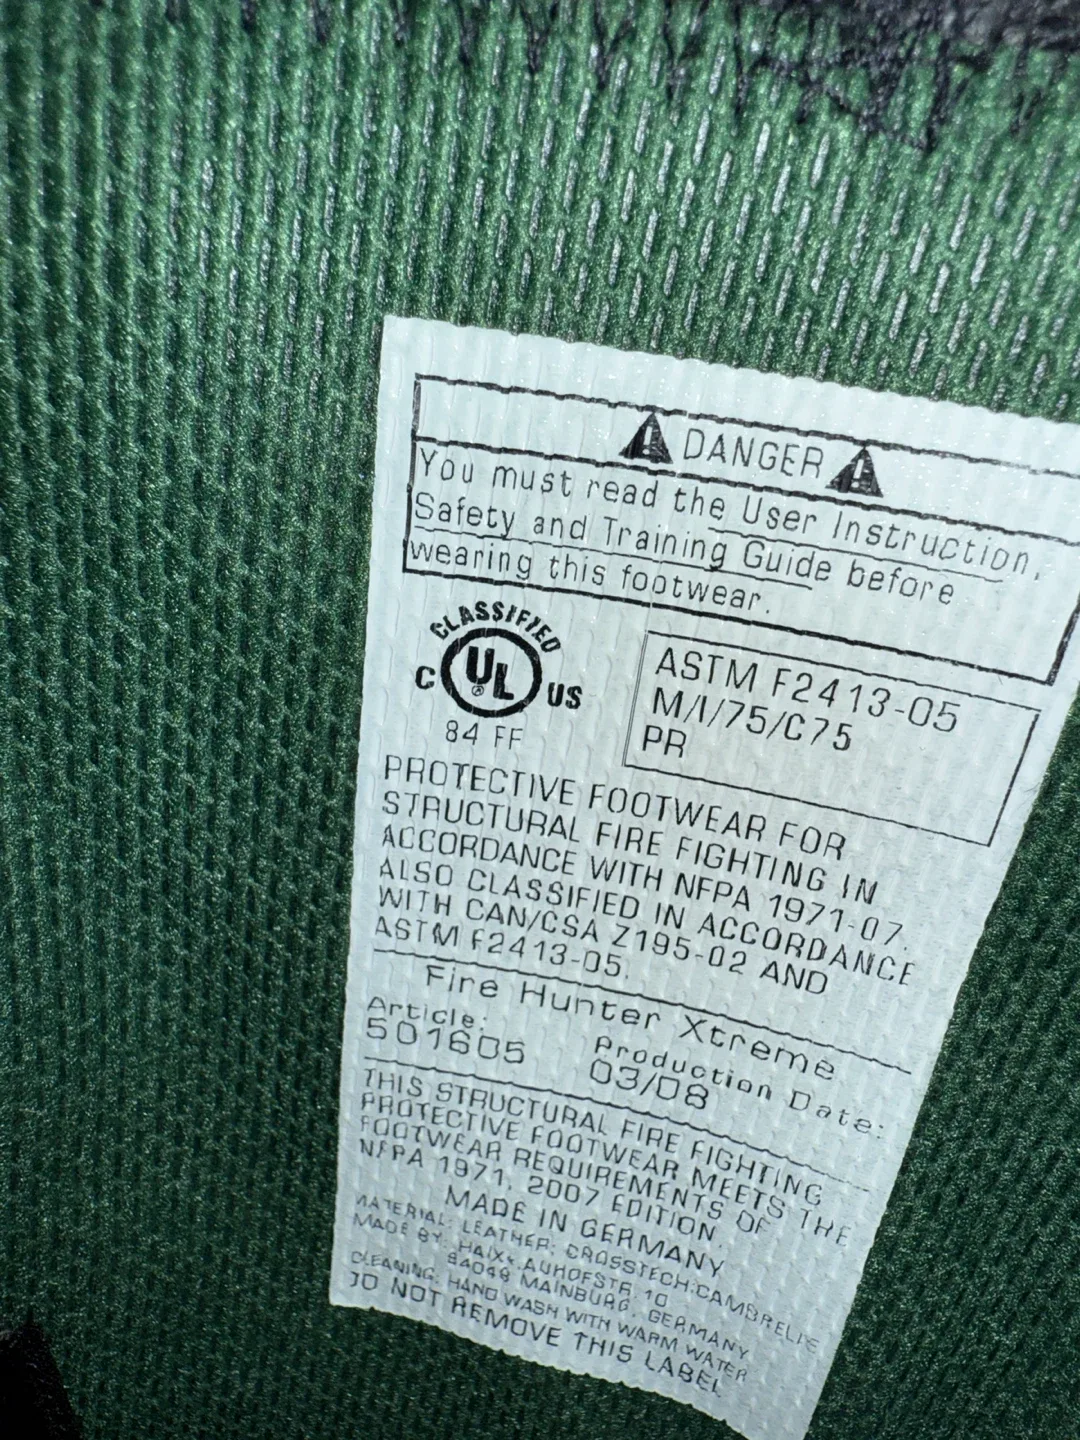 DANGER
You must read the User Instruction,
Safety and Training Guide before
wearing this footwear.
CLASSIFIED
C UL® US
84 FF
ASTM F2413-05
M/I/75/C75
PR
PROTECTIVE FOOTWEAR FOR
STRUCTURAL FIRE FIGHTING IN
ACCORDANCE WITH NFPA 1971-07.
ALSO CLASSIFIED IN ACCORDANCE
WITH CAN/CSA Z195-02 AND
ASTM F2413-05.
Fire Hunter Xtreme
Article:
501605
Production Date:
03/08
THIS STRUCTURAL FIRE FIGHTING
PROTECTIVE FOOTWEAR MEETS THE
FOOTWEAR REQUIREMENTS OF
NFPA 1971, 2007 EDITION.
MADE IN GERMANY
MATERIAL: LEATHER; CROSSTECH;CAMBRELLE
MADE BY: HAIX, AUHOFSTR. 10
84048 MAINBURG, GERMANY
CLEANING: HAND WASH WITH WARM WATER
DO NOT REMOVE THIS LABEL